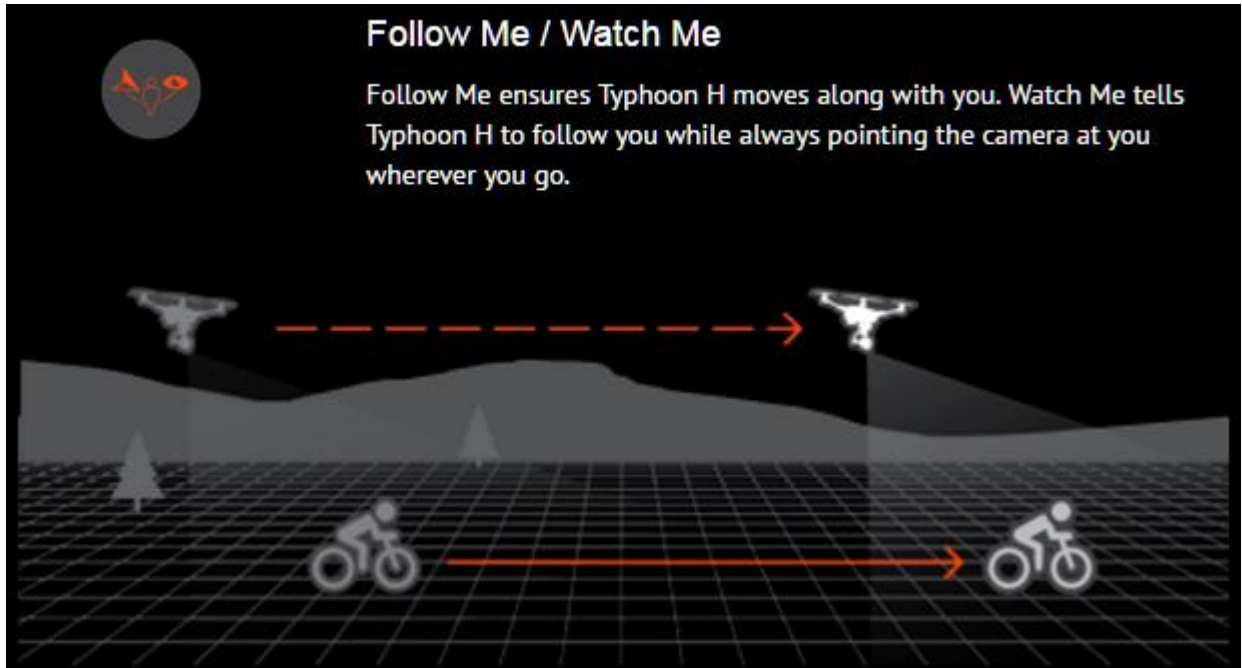 Follow Me / Watch Me
Follow Me ensures Typhoon H moves along with you. Watch Me tells
Typhoon H to follow you while always pointing the camera at you
wherever you go.